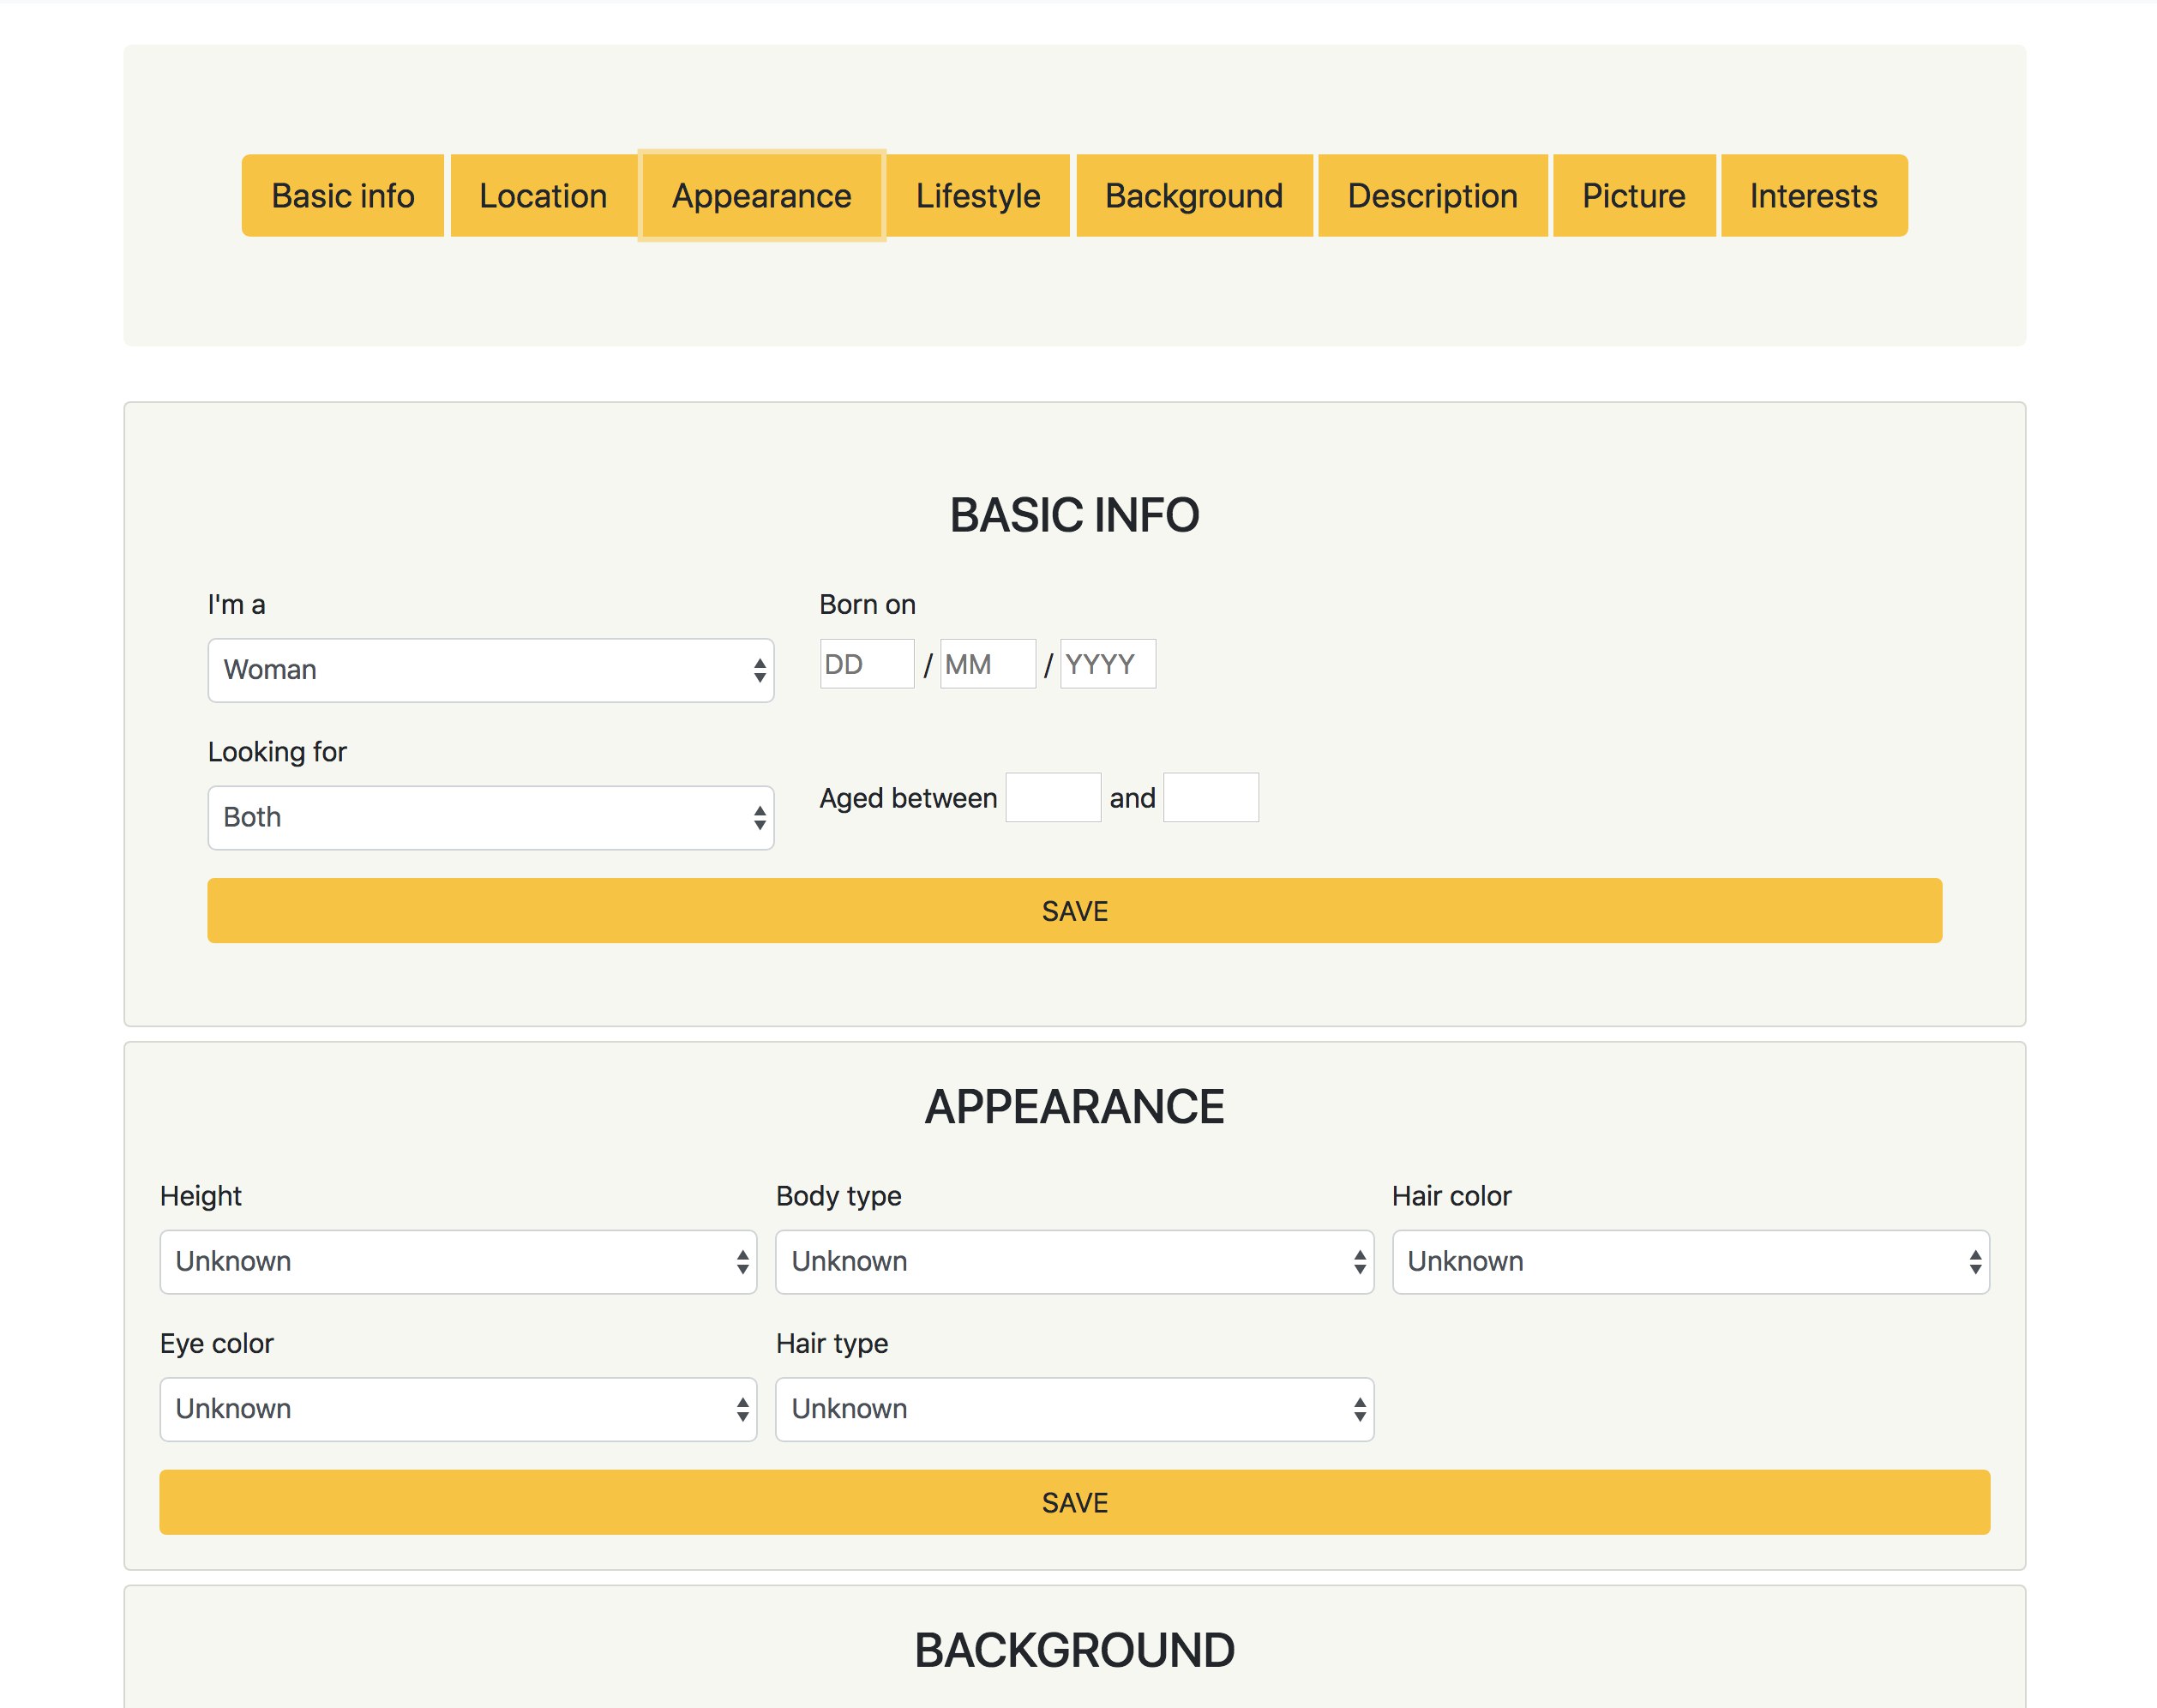 Basic info Location Appearance Lifestyle Background Description Picture Interests
BASIC INFO
I'm a Born on
Woman DD / MM / YYYY
Looking for
Both Aged between and
SAVE
APPEARANCE
Height Body type Hair color
Unknown Unknown Unknown
Eye color Hair type
Unknown Unknown
SAVE
BACKGROUND